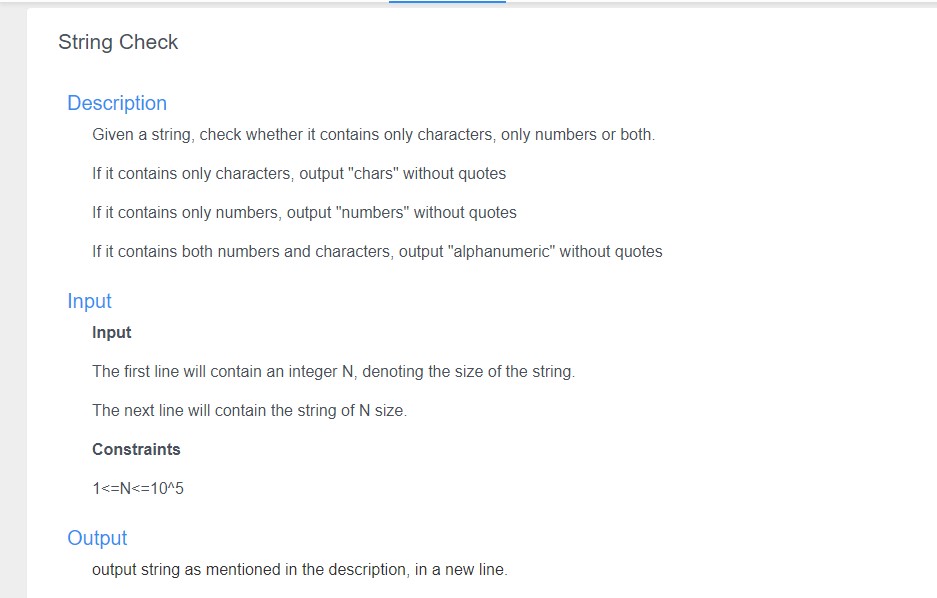 String Check
Description
Given a string, check whether it contains only characters, only numbers or both.
If it contains only characters, output "chars" without quotes
If it contains only numbers, output "numbers" without quotes
If it contains both numbers and characters, output "alphanumeric" without quotes
Input
Input
The first line will contain an integer N, denoting the size of the string.
The next line will contain the string of N size.
Constraints
1<=N<=10^5
Output
output string as mentioned in the description, in a new line.